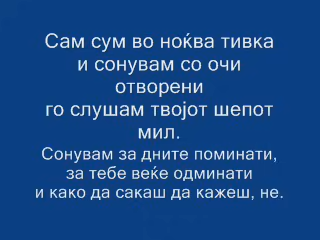 Сам сум во ноќва тивка
и сонувам со очи
отворени
го слушам твојот шепот
мил.
Сонувам за дните поминати,
за тебе веќе одминати
и како да сакаш да кажеш, не.